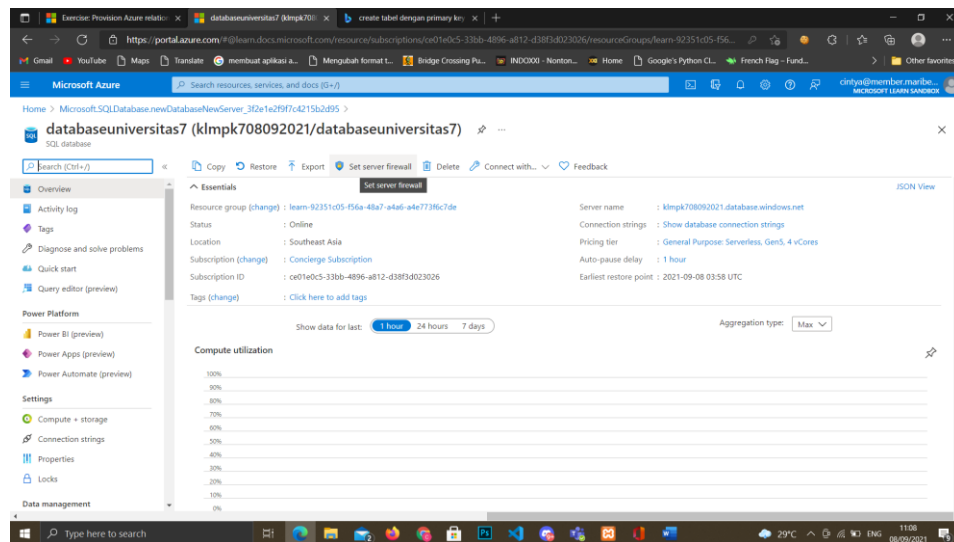 Exercise: Provision Azure relatio
databaseuniversitas7 (klmpk708
create tabel dengan primary key
https://portal.azure.com/#@learn.docs.microsoft.com/resource/subscriptions/ce01e0c5-33bb-4896-a812-d38f3d023026/resourceGroups/learn-92351c05-f56...
Gmail YouTube Maps Translate membuat aplikasi a... Mengubah format t... Bridge Crossing Pu... INDOXXI - Nonton... Home Google's Python Cl... French Flag - Fund... Other favorites
Microsoft Azure
Search resources, services, and docs (G+/)
cintya@member.maribe...
MICROSOFT LEARN SANDBOX
Home > Microsoft.SQLDatabase.newDatabaseNewServer_3f2e1e2f9f7c4215b2d95 >
databaseuniversitas7 (klmpk708092021/databaseuniversitas7)
SQL
SQL database
Search (Ctrl+/)
Copy Restore Export Set server firewall Delete Connect with... Feedback
Set server firewall
Overview
Activity log
Tags
Diagnose and solve problems
Quick start
Query editor (preview)
Power Platform
Power BI (preview)
Power Apps (preview)
Power Automate (preview)
Settings
Compute + storage
Connection strings
Properties
Locks
Data management
Essentials
JSON View
Resource group (change) : learn-92351c05-f56a-48a7-a4a6-a4e773f6c7de
Status : Online
Location : Southeast Asia
Subscription (change) : Concierge Subscription
Subscription ID : ce01e0c5-33bb-4896-a812-d38f3d023026
Tags (change) : Click here to add tags
Server name : klmpk708092021.database.windows.net
Connection strings : Show database connection strings
Pricing tier : General Purpose: Serverless, Gen5, 4 vCores
Auto-pause delay : 1 hour
Earliest restore point : 2021-09-08 03:58 UTC
Show data for last: 1 hour 24 hours 7 days
Aggregation type: Max
Compute utilization
100%
90%
80%
70%
60%
50%
40%
30%
20%
10%
0%
Type here to search
29°C ENG 11:08
08/09/2021